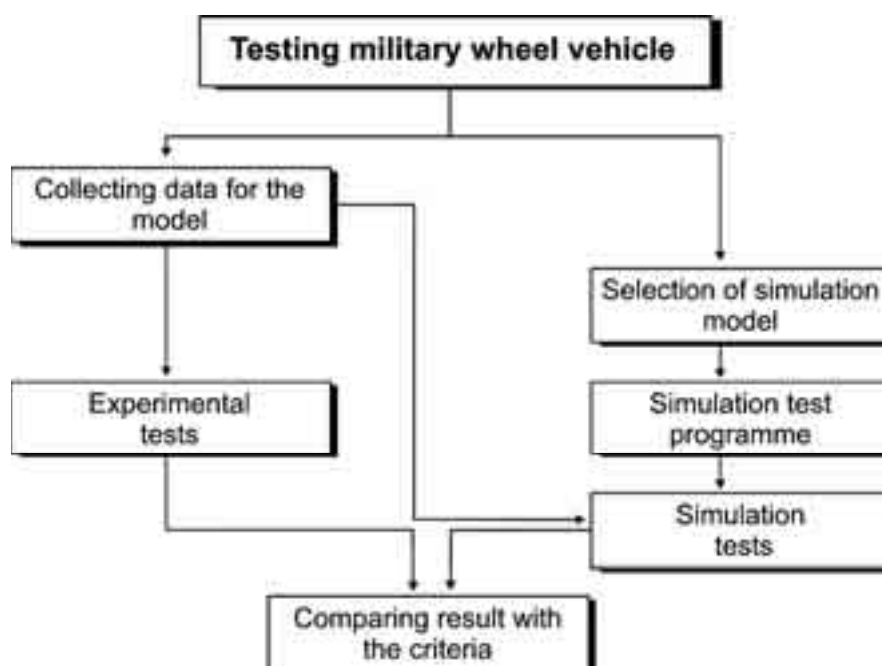 Testing military wheel vehicle
Collecting data for the
model
Selection of simulation
model
Experimental
tests
Simulation test
programme
Simulation
tests
Comparing result with
the criteria